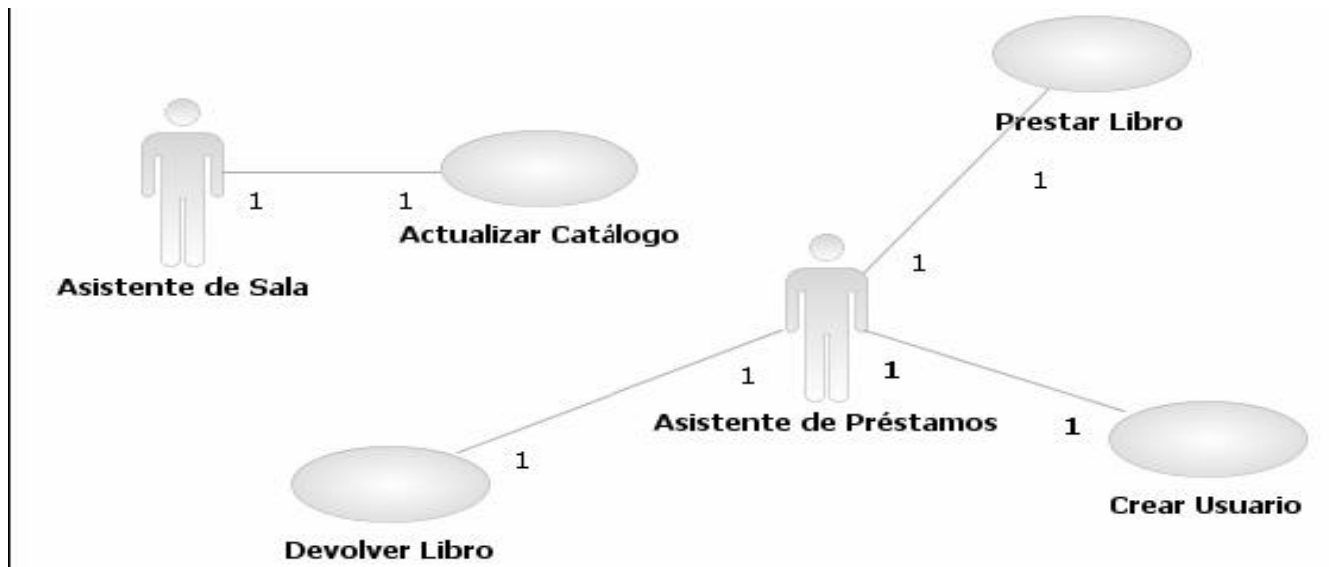 Prestar Libro
1
1
1
Actualizar Catálogo
Asistente de Sala
1
1
1
Asistente de Préstamos
1
1
Crear Usuario
1
Devolver Libro